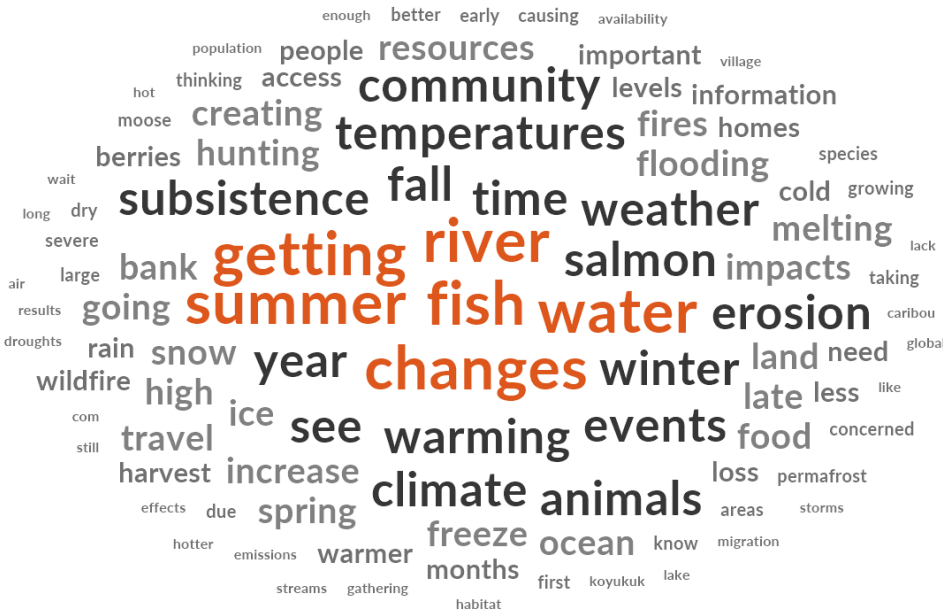 enough better early causing availability
population people resources important village
thinking access community levels information
hot creating temperatures fires homes
moose hunting flooding species
berries fall time weather cold growing
wait subsistence melting
long dry river salmon lack
severe getting impacts taking
air large bank summer fish water erosion caribou
results going
droughts rain snow year changes winter land need global
wildfire high late less like
com ice see warming events food concerned
still travel
harvest increase climate animals loss permafrost
effects due spring areas storms
hotter freeze ocean know migration
emissions warmer months first koyukuk lake
streams gathering
habitat